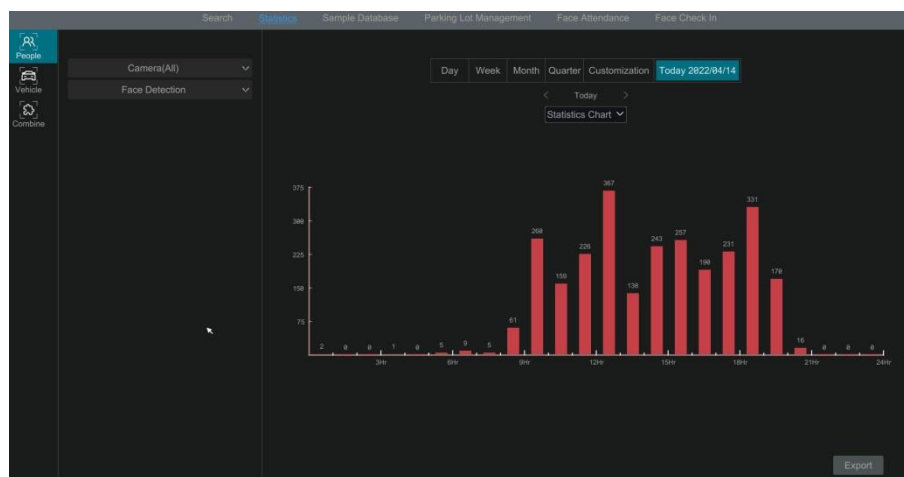 Search Statistics Sample Database Parking Lot Management Face Attendance Face Check In
People
Vehicle
Combine
Camera(All)
Face Detection
Day Week Month Quarter Customization Today 2022/04/14
< Today >
Statistics Chart
375
300
225
150
75
2 0 0 1 0 5 9 5 61 260 159 226 367 138 243 257 190 231 331 170 16 0 0 0
3Hr 6Hr 9Hr 12Hr 15Hr 18Hr 21Hr 24Hr
Export